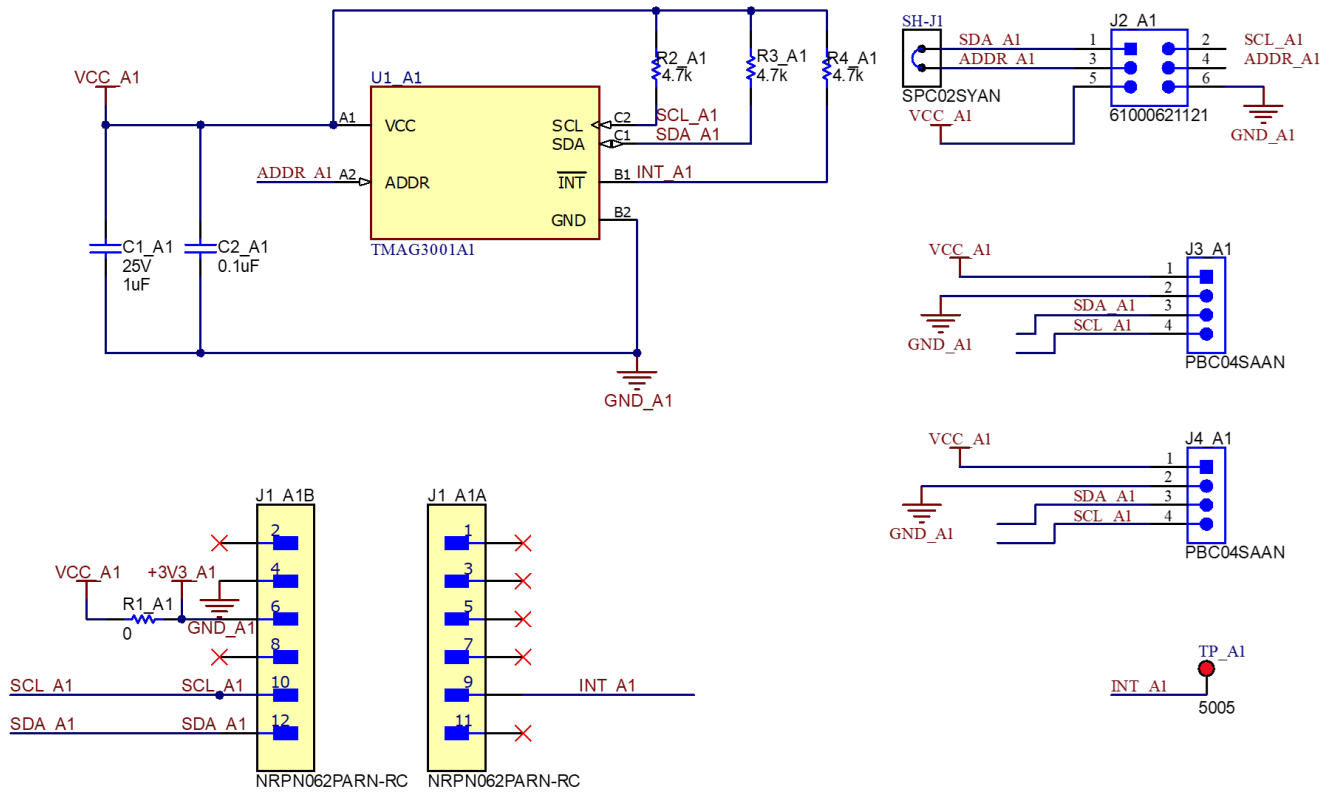 VCC_A1
R2_A1
4.7k
R3_A1
4.7k
R4_A1
4.7k
U1_A1
A1
VCC
SCL
C2
SCL_A1
SDA
C1
SDA_A1
ADDR_A1
A2
ADDR
INT
B1
INT_A1
GND
B2
TMAG3001A1
C1_A1
25V
1uF
C2_A1
0.1uF
GND_A1
SH-J1
SPC02SYAN
SDA_A1
ADDR_A1
VCC_A1
J2_A1
1
2
3
4
5
6
SCL_A1
ADDR_A1
61000621121
GND_A1
VCC_A1
J3_A1
1
2
SDA_A1
3
SCL_A1
4
GND_A1
PBC04SAAN
VCC_A1
J4_A1
1
2
SDA_A1
3
SCL_A1
4
GND_A1
PBC04SAAN
J1_A1B
2
4
6
8
10
12
VCC_A1
+3V3_A1
R1_A1
0
GND_A1
SCL_A1
SCL_A1
SDA_A1
SDA_A1
NRPN062PARN-RC
J1_A1A
1
3
5
7
9
11
INT_A1
NRPN062PARN-RC
TP_A1
INT_A1
5005